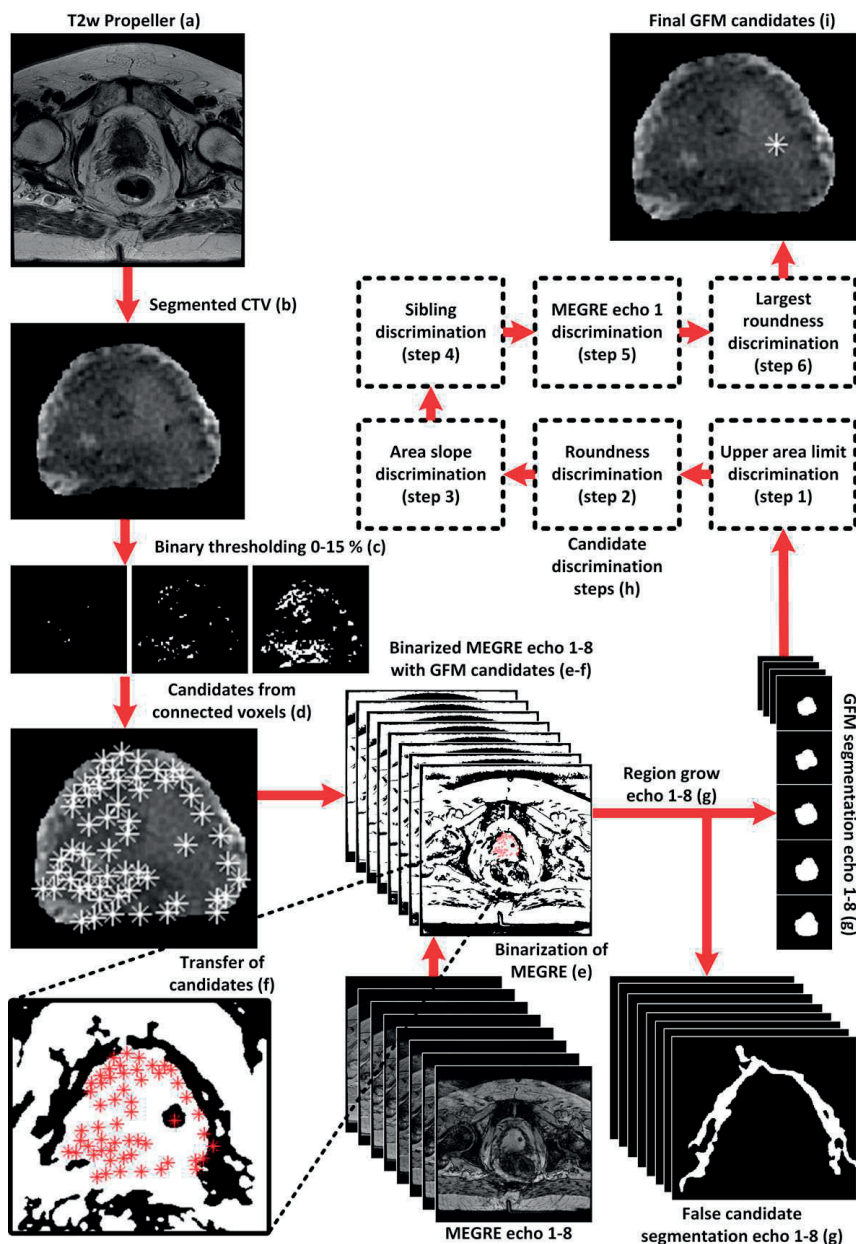 T2w Propeller (a)
Segmented CTV (b)
Binary thresholding 0-15 % (c)
Candidates from
connected voxels (d)
Transfer of
candidates (f)
Binarized MEGRE echo 1-8
with GFM candidates (e-f)
Binarization of
MEGRE (e)
MEGRE echo 1-8
Region grow
echo 1-8 (g)
GFM segmentation echo 1-8 (g)
False candidate
segmentation echo 1-8 (g)
Upper area limit
discrimination
(step 1)
Roundness
discrimination
(step 2)
Area slope
discrimination
(step 3)
Candidate
discrimination
steps (h)
Sibling
discrimination
(step 4)
MEGRE echo 1
discrimination
(step 5)
Largest
roundness
discrimination
(step 6)
Final GFM candidates (i)